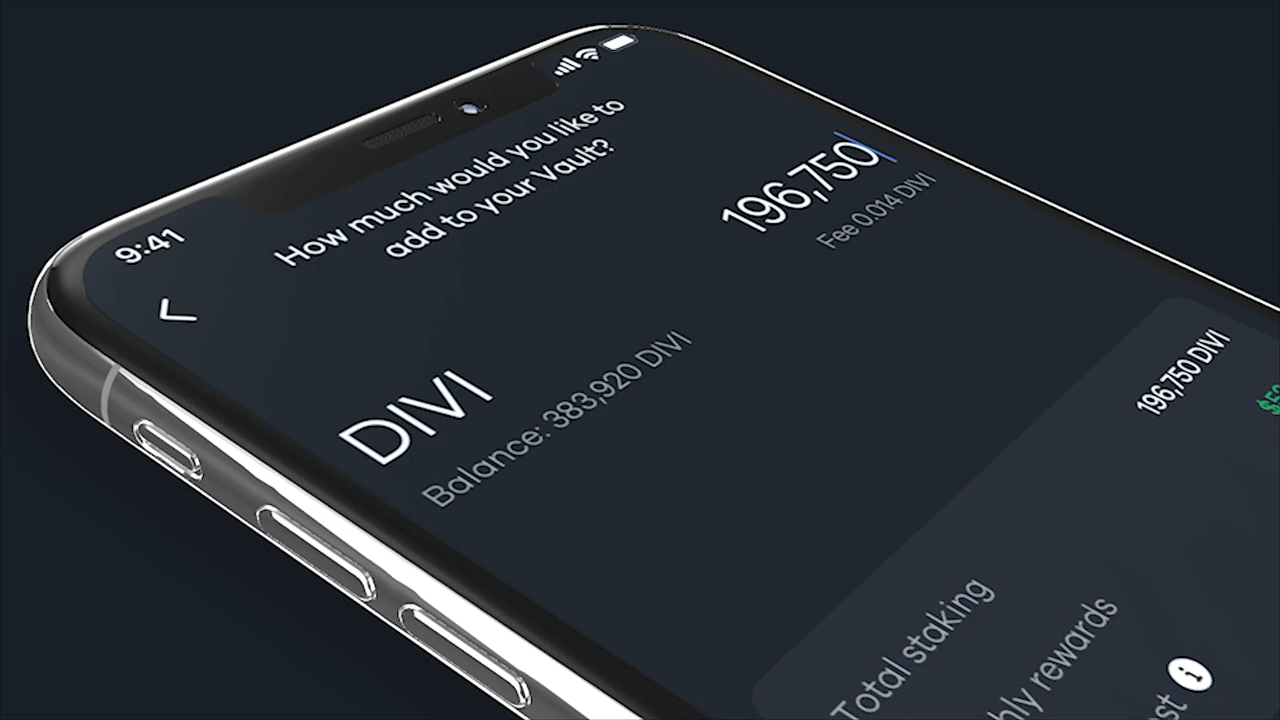 9:41
How much would you like to
add to your Vault?
DIVI
196,750
Balance: 383,920 DIVI
Fee 0.014 DIVI
Total staking
196,750 DIVI
rewards